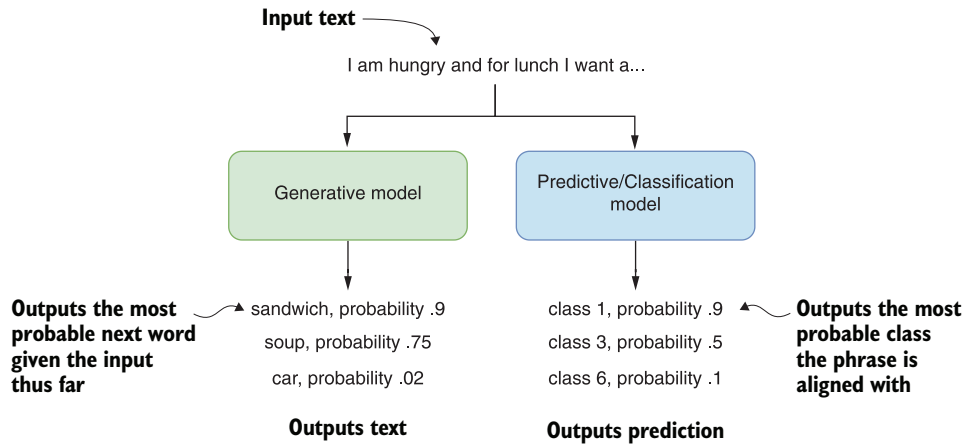 Input text
I am hungry and for lunch I want a...
Generative model
Predictive/Classification
model
Outputs the most
probable next word
given the input
thus far
sandwich, probability .9
soup, probability .75
car, probability .02
Outputs text
class 1, probability .9
class 3, probability .5
class 6, probability .1
Outputs prediction
Outputs the most
probable class
the phrase is
aligned with